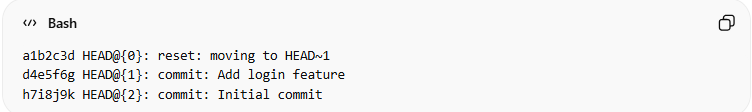 Bash
a1b2c3d HEAD@{0}: reset: moving to HEAD~1
d4e5f6g HEAD@{1}: commit: Add login feature
h7i8j9k HEAD@{2}: commit: Initial commit